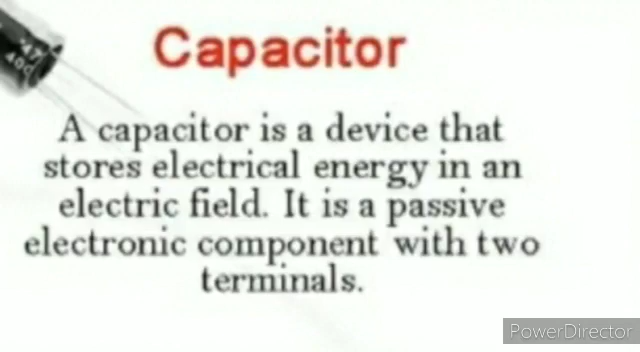 Capacitor
A capacitor is a device that
stores electrical energy in an
electric field. It is a passive
electronic component with two
terminals.
PowerDirector